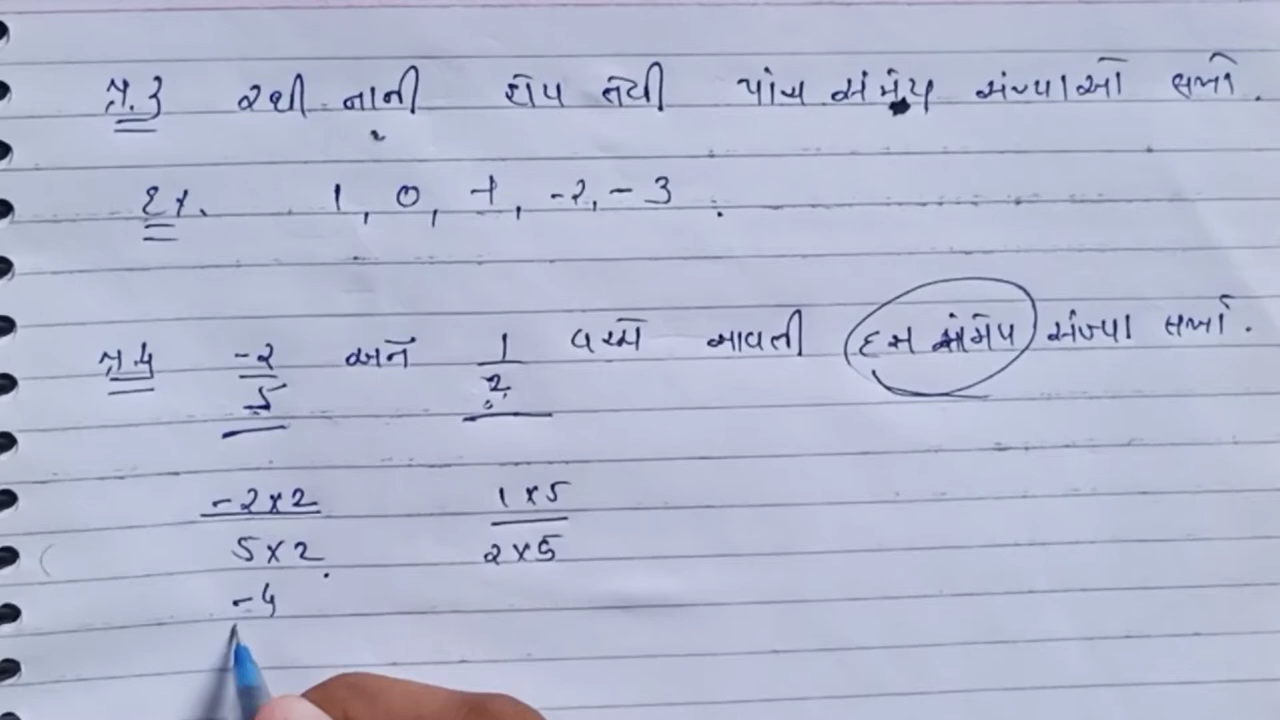 પ્ર.3 2થી નાની હોય તેવી પાંચ સંમેય સંખ્યાઓ લખો.
Ex. 1, 0, -1, -2, -3.
પ્ર.4 -2/5 અને 1/2 વચ્ચે આવતી દસ સંમેય સંખ્યા લખો.
-2×2 1×5
5×2 2×5
-4